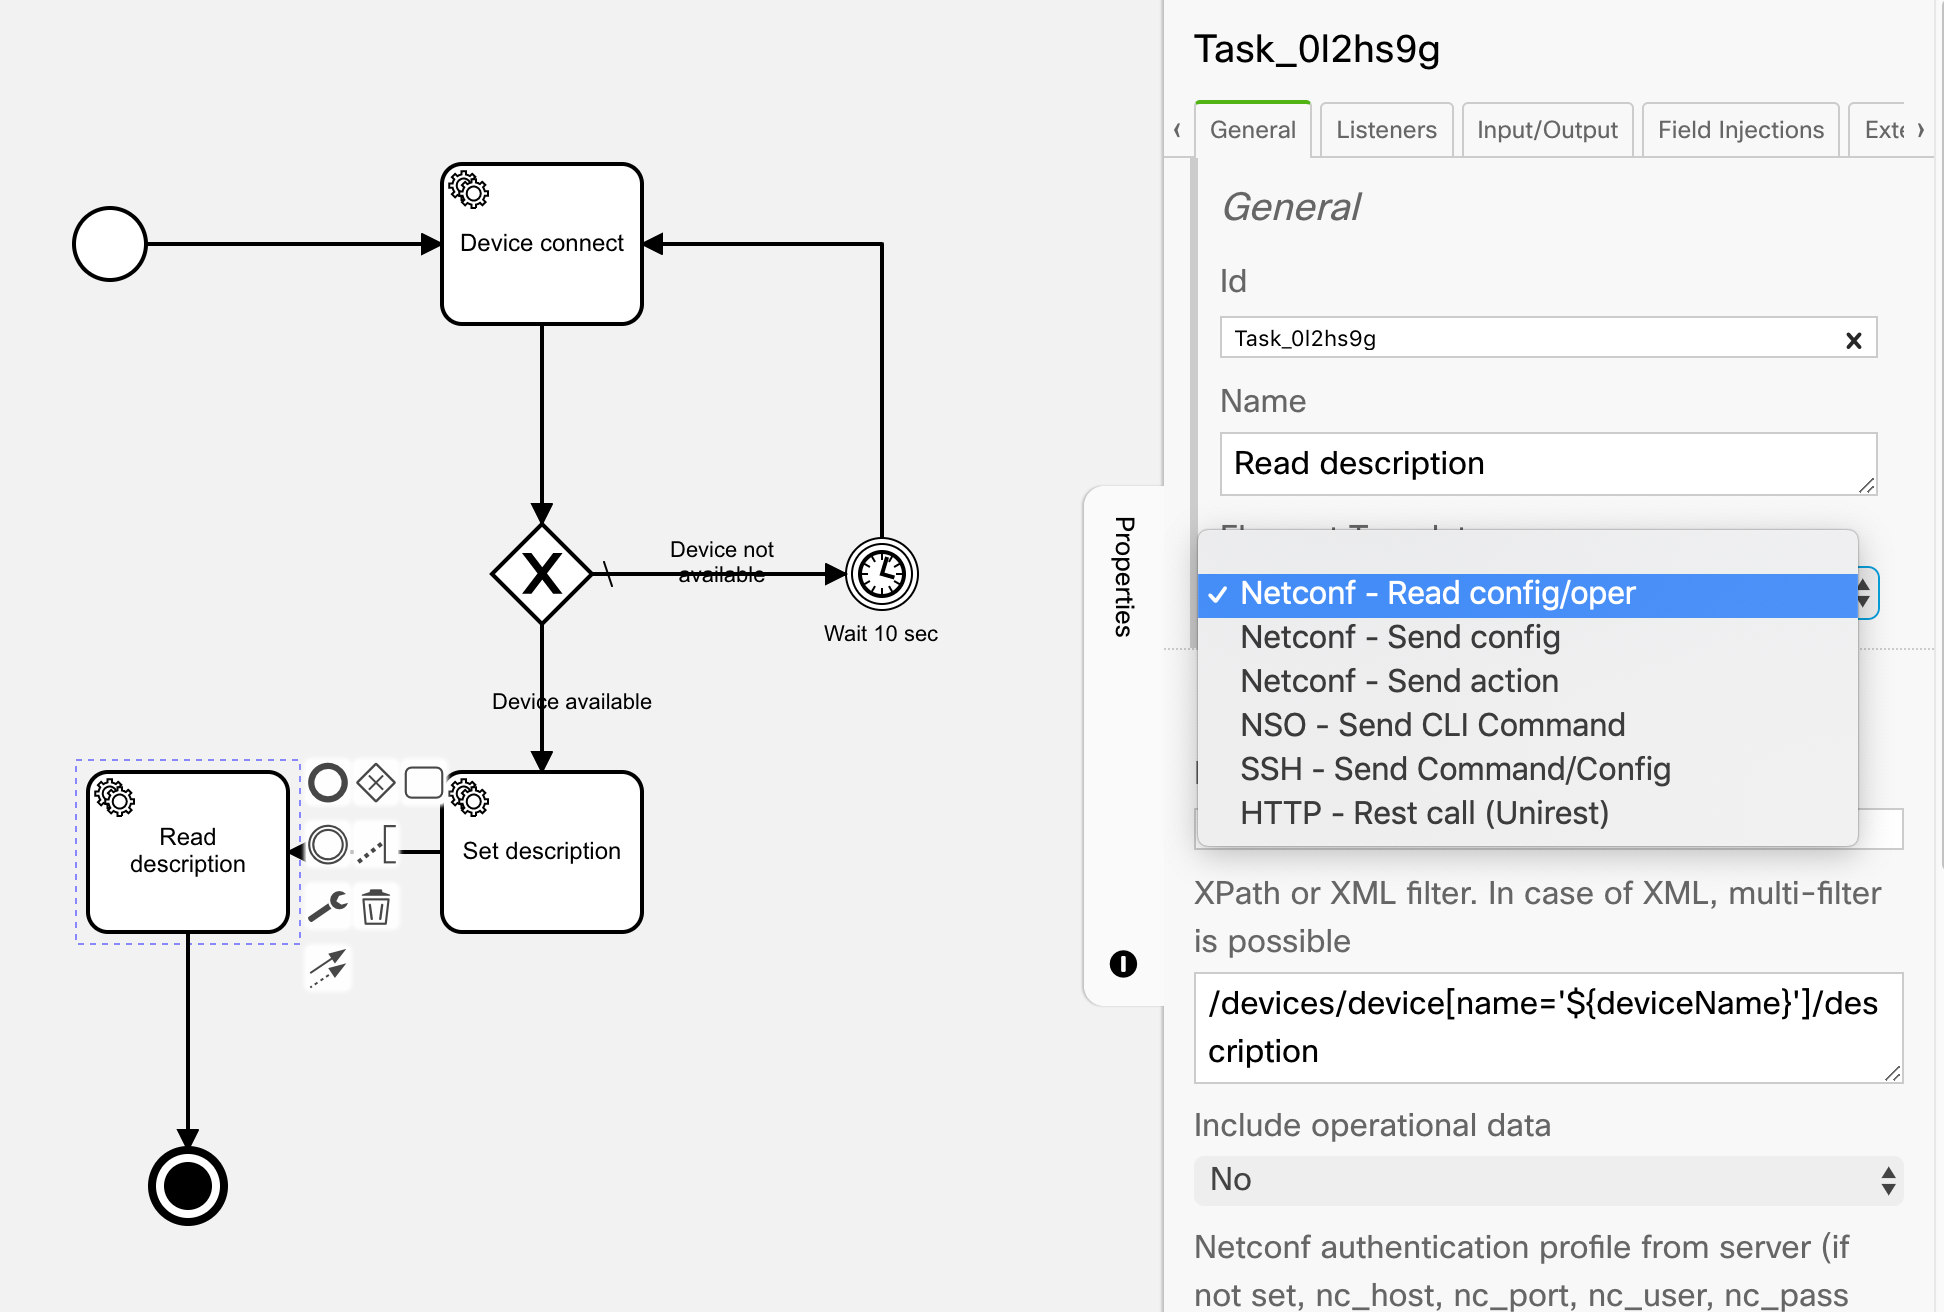 Device connect
Device not
available
Wait 10 sec
Device available
Read
description
Set description
Properties
Task_0l2hs9g
General
Listeners
Input/Output
Field Injections
Exte
General
Id
Task_0l2hs9g
Name
Read description
Netconf - Read config/oper
Netconf - Send config
Netconf - Send action
NSO - Send CLI Command
SSH - Send Command/Config
HTTP - Rest call (Unirest)
XPath or XML filter. In case of XML, multi-filter
is possible
/devices/device[name='${deviceName}']/des
cription
Include operational data
No
Netconf authentication profile from server (if
not set, nc_host, nc_port, nc_user, nc_pass